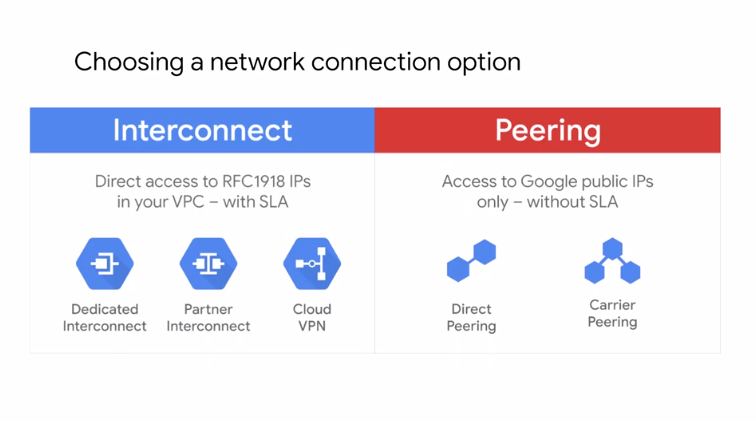 Choosing a network connection option
Interconnect
Peering
Direct access to RFC1918 IPs
in your VPC – with SLA
Access to Google public IPs
only – without SLA
Dedicated
Interconnect
Partner
Interconnect
Cloud
VPN
Direct
Peering
Carrier
Peering